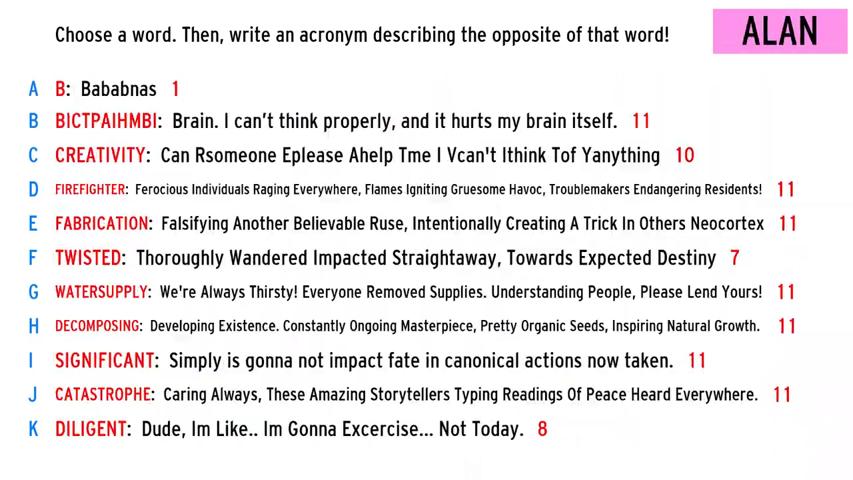 Choose a word. Then, write an acronym describing the opposite of that word!
ALAN
A B: Bababnas 1
B BICTPAIHMBI: Brain. I can't think properly, and it hurts my brain itself. 11
C CREATIVITY: Can Rsomeone Eplease Ahelp Tme I Vcan't Ithink Tof Yanything 10
D FIREFIGHTER: Ferocious Individuals Raging Everywhere, Flames Igniting Gruesome Havoc, Troublemakers Endangering Residents! 11
E FABRICATION: Falsifying Another Believable Ruse, Intentionally Creating A Trick In Others Neocortex 11
F TWISTED: Thoroughly Wandered Impacted Straightaway, Towards Expected Destiny 7
G WATERSUPPLY: We're Always Thirsty! Everyone Removed Supplies. Understanding People, Please Lend Yours! 11
H DECOMPOSING: Developing Existence. Constantly Ongoing Masterpiece, Pretty Organic Seeds, Inspiring Natural Growth. 11
I SIGNIFICANT: Simply is gonna not impact fate in canonical actions now taken. 11
J CATASTROPHE: Caring Always, These Amazing Storytellers Typing Readings Of Peace Heard Everywhere. 11
K DILIGENT: Dude, Im Like.. Im Gonna Excercise... Not Today. 8